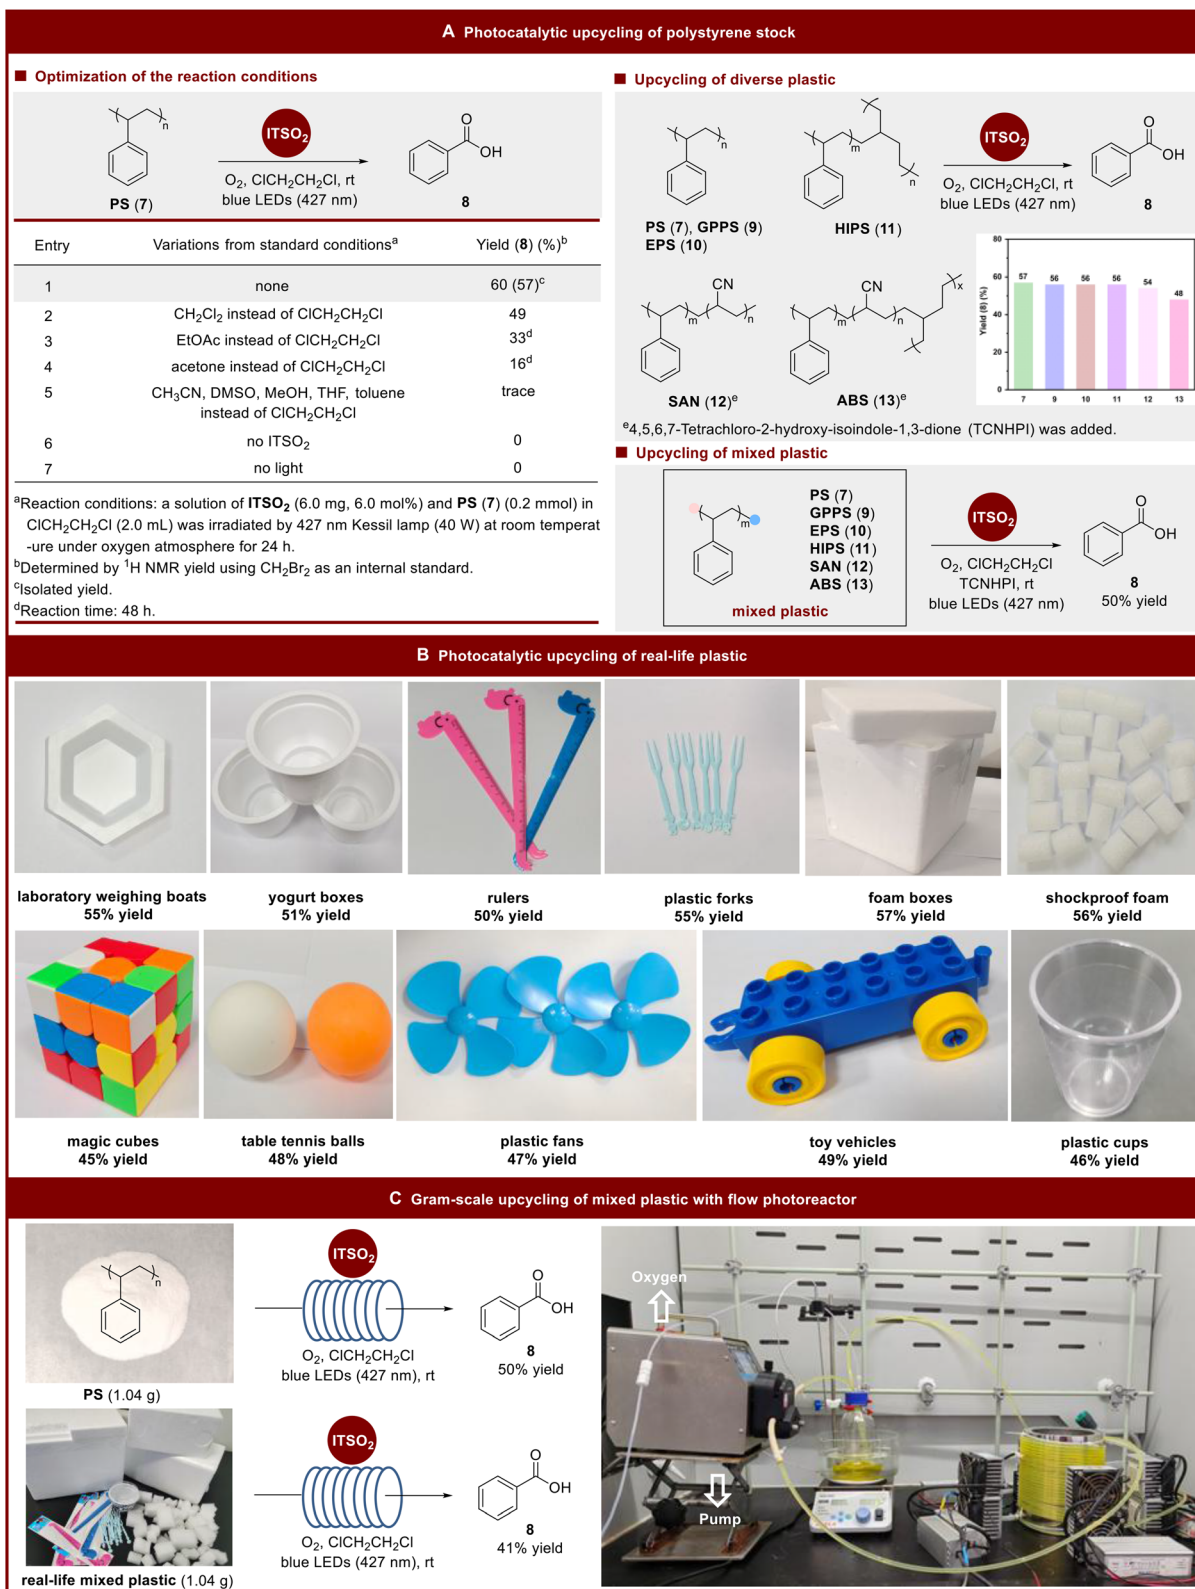 A Photocatalytic upcycling of polystyrene stock
Optimization of the reaction conditions
n
PS (7)
ITSO₂
O₂, ClCH₂CH₂Cl, rt
blue LEDs (427 nm)
O
OH
8
Entry
Variations from standard conditionsᵃ
Yield (8) (%)ᵇ
1 none 60 (57)ᶜ
2 CH₂Cl₂ instead of ClCH₂CH₂Cl 49
3 EtOAc instead of ClCH₂CH₂Cl 33ᵈ
4 acetone instead of ClCH₂CH₂Cl 16ᵈ
5 CH₃CN, DMSO, MeOH, THF, toluene trace
instead of ClCH₂CH₂Cl
6 no ITSO₂ 0
7 no light 0
ᵃReaction conditions: a solution of ITSO₂ (6.0 mg, 6.0 mol%) and PS (7) (0.2 mmol) in
ClCH₂CH₂Cl (2.0 mL) was irradiated by 427 nm Kessil lamp (40 W) at room temperat
-ure under oxygen atmosphere for 24 h.
ᵇDetermined by ¹H NMR yield using CH₂Br₂ as an internal standard.
ᶜIsolated yield.
ᵈReaction time: 48 h.
Upcycling of diverse plastic
n
PS (7), GPPS (9)
EPS (10)
m
n
HIPS (11)
ITSO₂
O₂, ClCH₂CH₂Cl, rt
blue LEDs (427 nm)
O
OH
8
CN
m
n
SAN (12)ᵉ
CN
m
n
x
ABS (13)ᵉ
Yield (8) (%)
80
60
40
20
0
57
56
56
56
54
48
7
9
10
11
12
13
ᵉ4,5,6,7-Tetrachloro-2-hydroxy-isoindole-1,3-dione (TCNHPI) was added.
Upcycling of mixed plastic
m
PS (7)
GPPS (9)
EPS (10)
HIPS (11)
SAN (12)
ABS (13)
mixed plastic
ITSO₂
O₂, ClCH₂CH₂Cl
TCNHPI, rt
blue LEDs (427 nm)
O
OH
8
50% yield
B Photocatalytic upcycling of real-life plastic
laboratory weighing boats
55% yield
yogurt boxes
51% yield
rulers
50% yield
plastic forks
55% yield
foam boxes
57% yield
shockproof foam
56% yield
magic cubes
45% yield
table tennis balls
48% yield
plastic fans
47% yield
toy vehicles
49% yield
plastic cups
46% yield
C Gram-scale upcycling of mixed plastic with flow photoreactor
n
PS (1.04 g)
ITSO₂
O₂, ClCH₂CH₂Cl
blue LEDs (427 nm), rt
O
OH
8
50% yield
real-life mixed plastic (1.04 g)
ITSO₂
O₂, ClCH₂CH₂Cl
blue LEDs (427 nm), rt
O
OH
8
41% yield
Oxygen
Pump